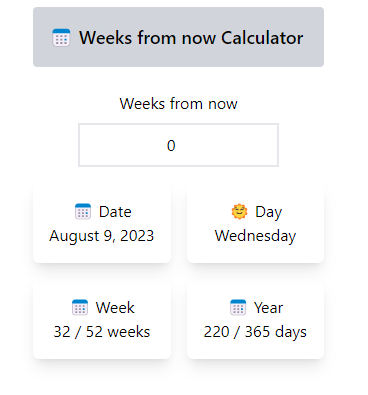 Weeks from now Calculator
Weeks from now
0
Date
August 9, 2023
Day
Wednesday
Week
32 / 52 weeks
Year
220 / 365 days